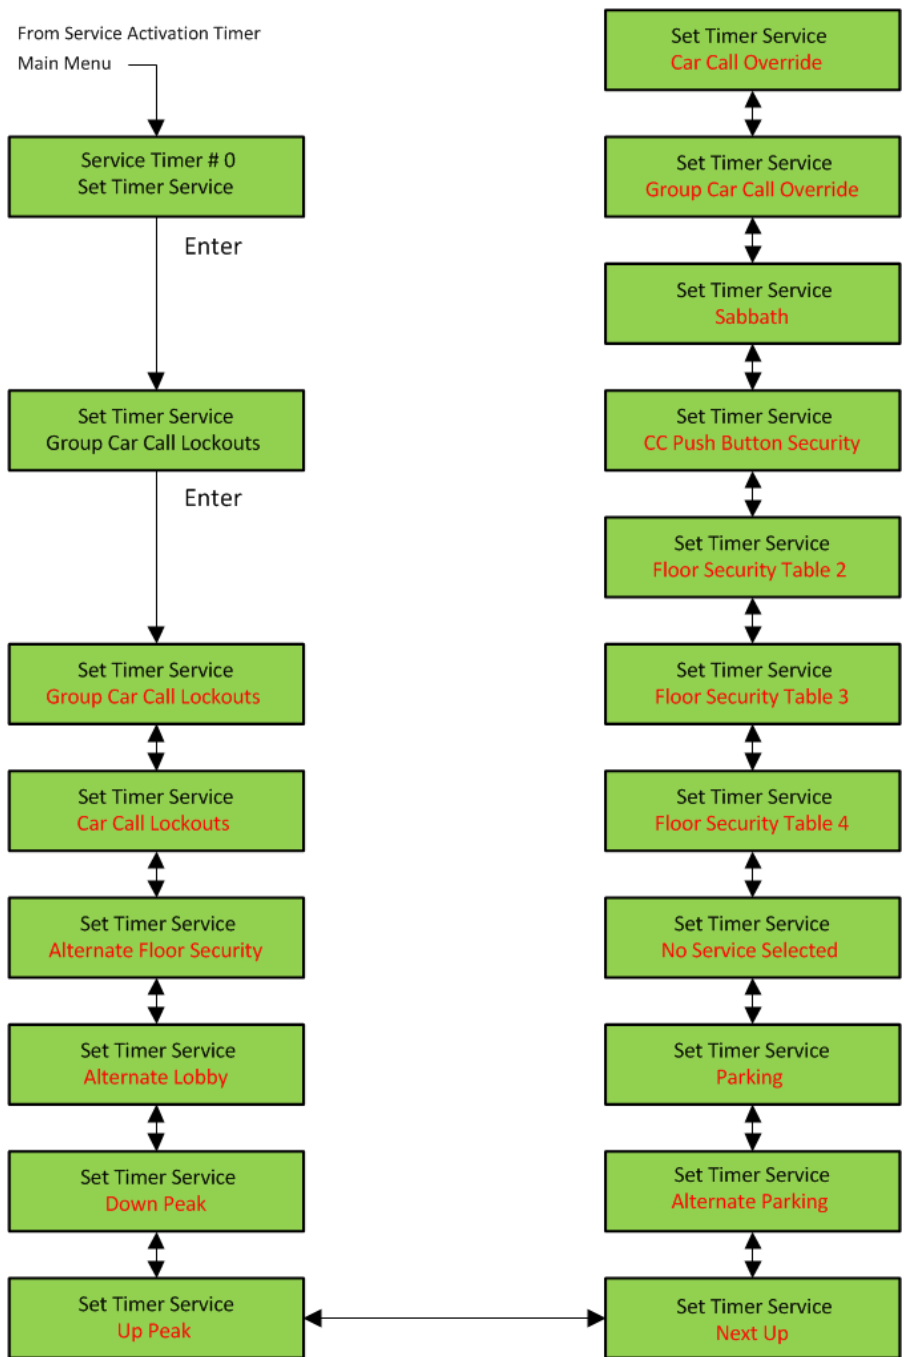 From Service Activation Timer
Main Menu
Service Timer # 0
Set Timer Service
Enter
Set Timer Service
Group Car Call Lockouts
Enter
Set Timer Service
Group Car Call Lockouts
Set Timer Service
Car Call Lockouts
Set Timer Service
Alternate Floor Security
Set Timer Service
Alternate Lobby
Set Timer Service
Down Peak
Set Timer Service
Up Peak
Set Timer Service
Car Call Override
Set Timer Service
Group Car Call Override
Set Timer Service
Sabbath
Set Timer Service
CC Push Button Security
Set Timer Service
Floor Security Table 2
Set Timer Service
Floor Security Table 3
Set Timer Service
Floor Security Table 4
Set Timer Service
No Service Selected
Set Timer Service
Parking
Set Timer Service
Alternate Parking
Set Timer Service
Next Up